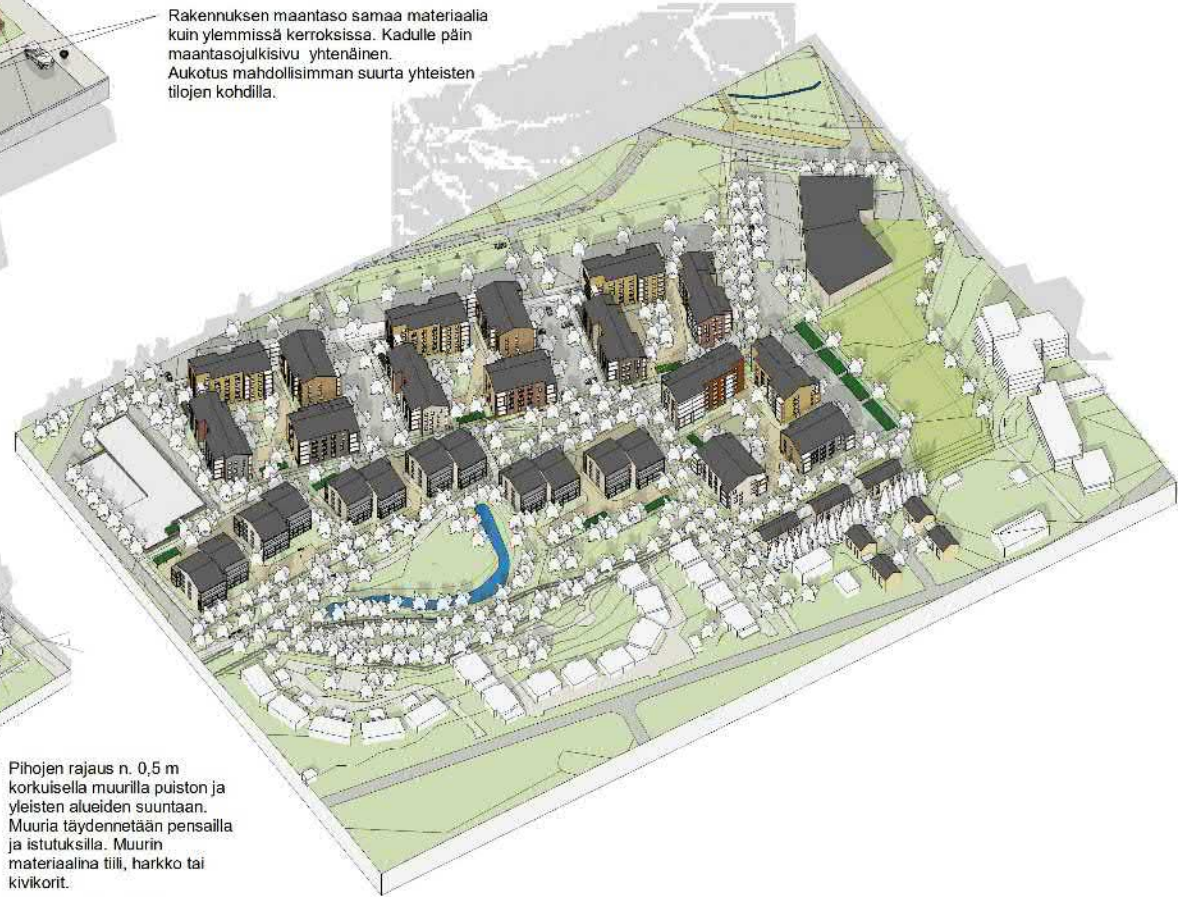 Rakennuksen maantaso samaa materiaalia
kuin ylemmissä kerroksissa. Kadulle päin
maantasojulkisivu yhtenäinen.
Aukotus mahdollisimman suurta yhteisten
tilojen kohdilla.
Pihojen rajaus n. 0,5 m
korkuisella muurilla puiston ja
yleisten alueiden suuntaan.
Muuria täydennetään pensailla
ja istutuksilla. Muurin
materiaalina tiili, harkko tai
kivikorit.